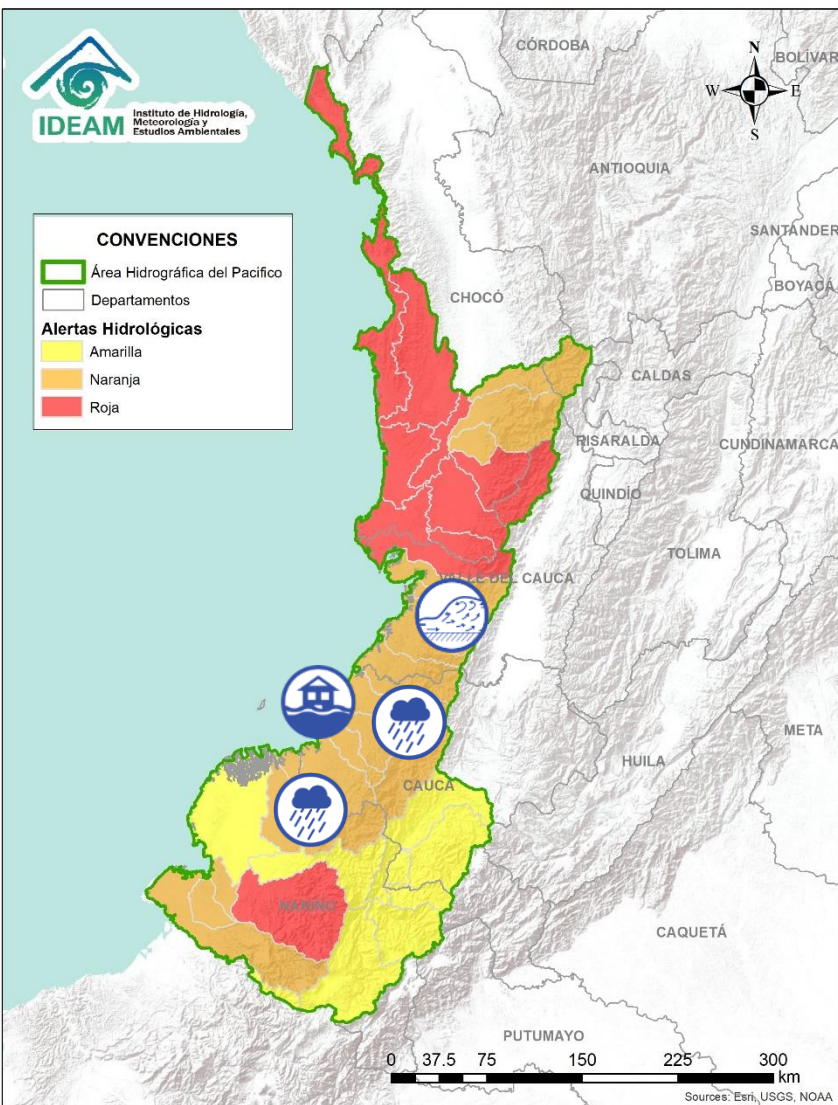 IDEAM
Instituto de Hidrología,
Meteorología y
Estudios Ambientales
CONVENCIONES
Área Hidrográfica del Pacifico
Departamentos
Alertas Hidrológicas
Amarilla
Naranja
Roja
N
W
E
S
CÓRDOBA
BOLÍVAR
ANTIOQUIA
SANTANDER
BOYACÁ
CHOCÓ
CALDAS
RISARALDA
CUNDINAMARCA
QUINDÍO
TOLIMA
VALLE DEL CAUCA
META
HUILA
CAUCA
NARIÑO
CAQUETÁ
PUTUMAYO
0 37.5 75 150 225 300
km
Sources: Esri, USGS, NOAA